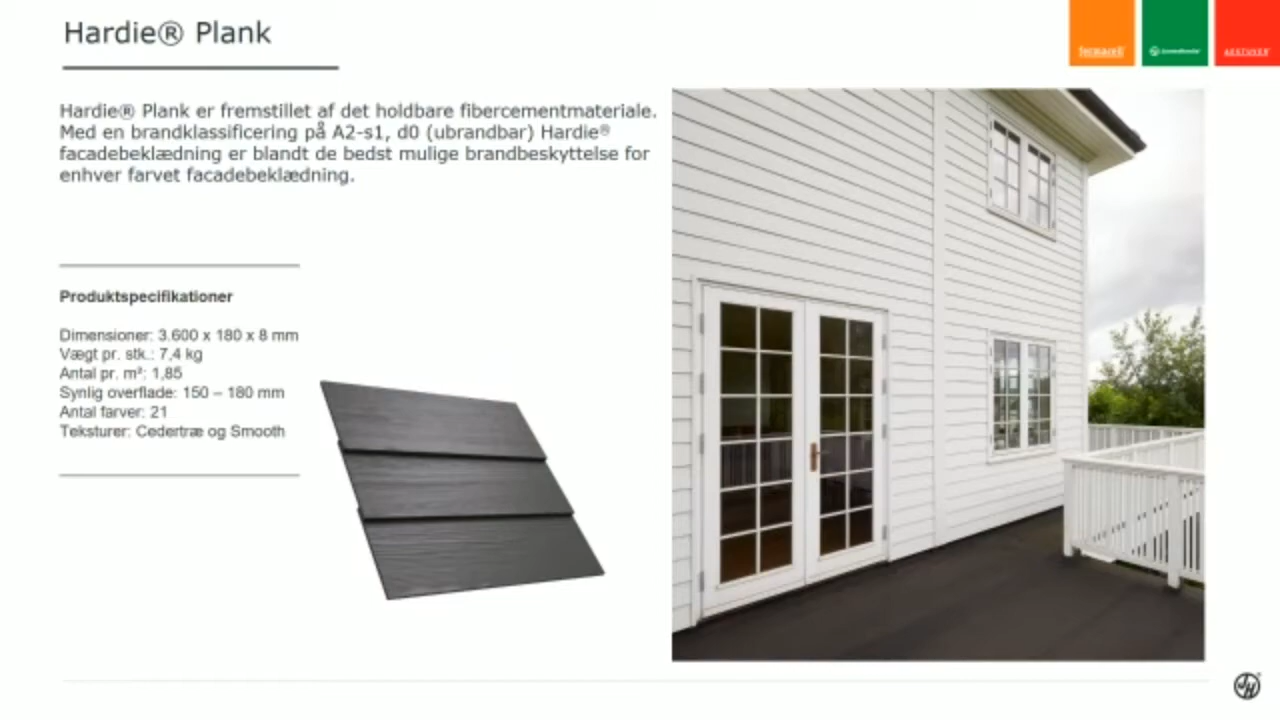 Hardie® Plank
fermacell
AESTUVER
Hardie® Plank er fremstillet af det holdbare fibercementmateriale.
Med en brandklassificering på A2-s1, d0 (ubrandbar) Hardie®
facadebeklædning er blandt de bedst mulige brandbeskyttelse for
enhver farvet facadebeklædning.
Produktspecifikationer
Dimensioner: 3.600 x 180 x 8 mm
Vægt pr. stk.: 7,4 kg
Antal pr. m²: 1,85
Synlig overflade: 150 – 180 mm
Antal farver: 21
Teksturer: Cedertræ og Smooth
JH